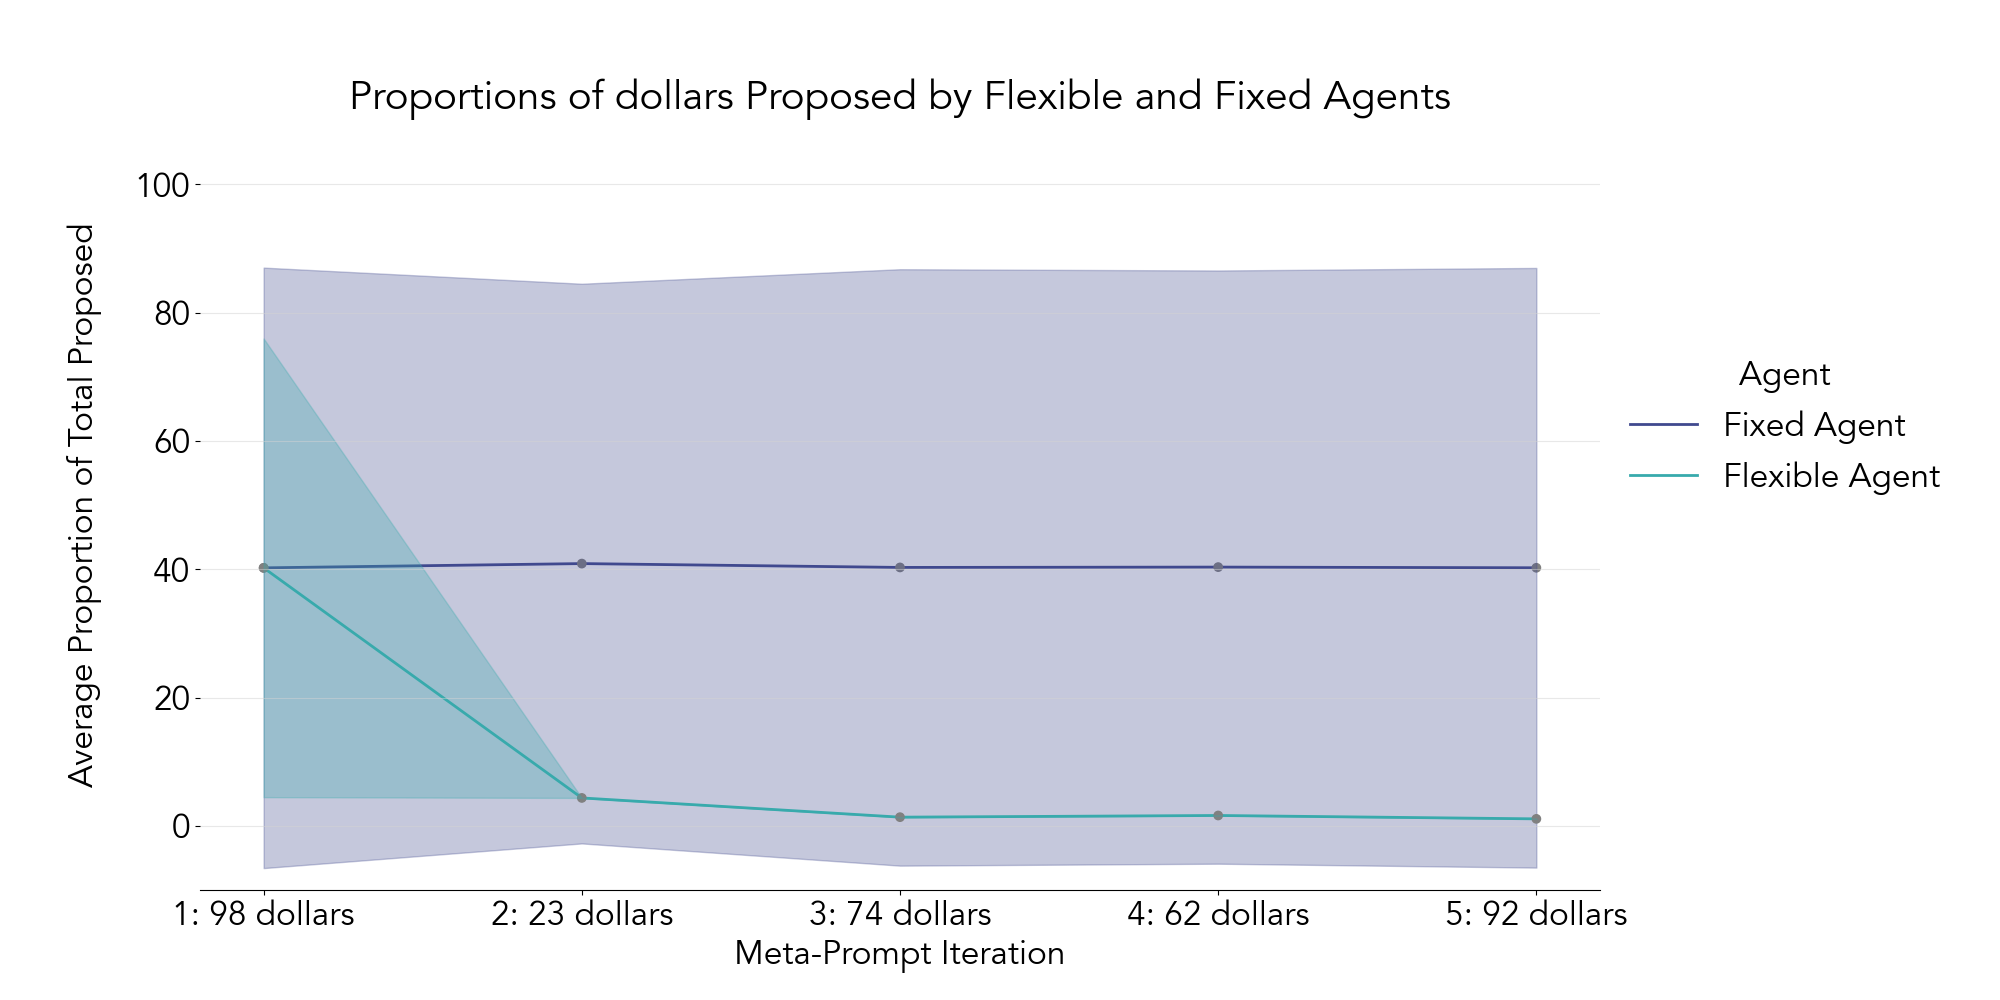 Proportions of dollars Proposed by Flexible and Fixed Agents
Average Proportion of Total Proposed
100
80
60
40
20
0
1: 98 dollars
2: 23 dollars
3: 74 dollars
4: 62 dollars
5: 92 dollars
Meta-Prompt Iteration
Agent
Fixed Agent
Flexible Agent